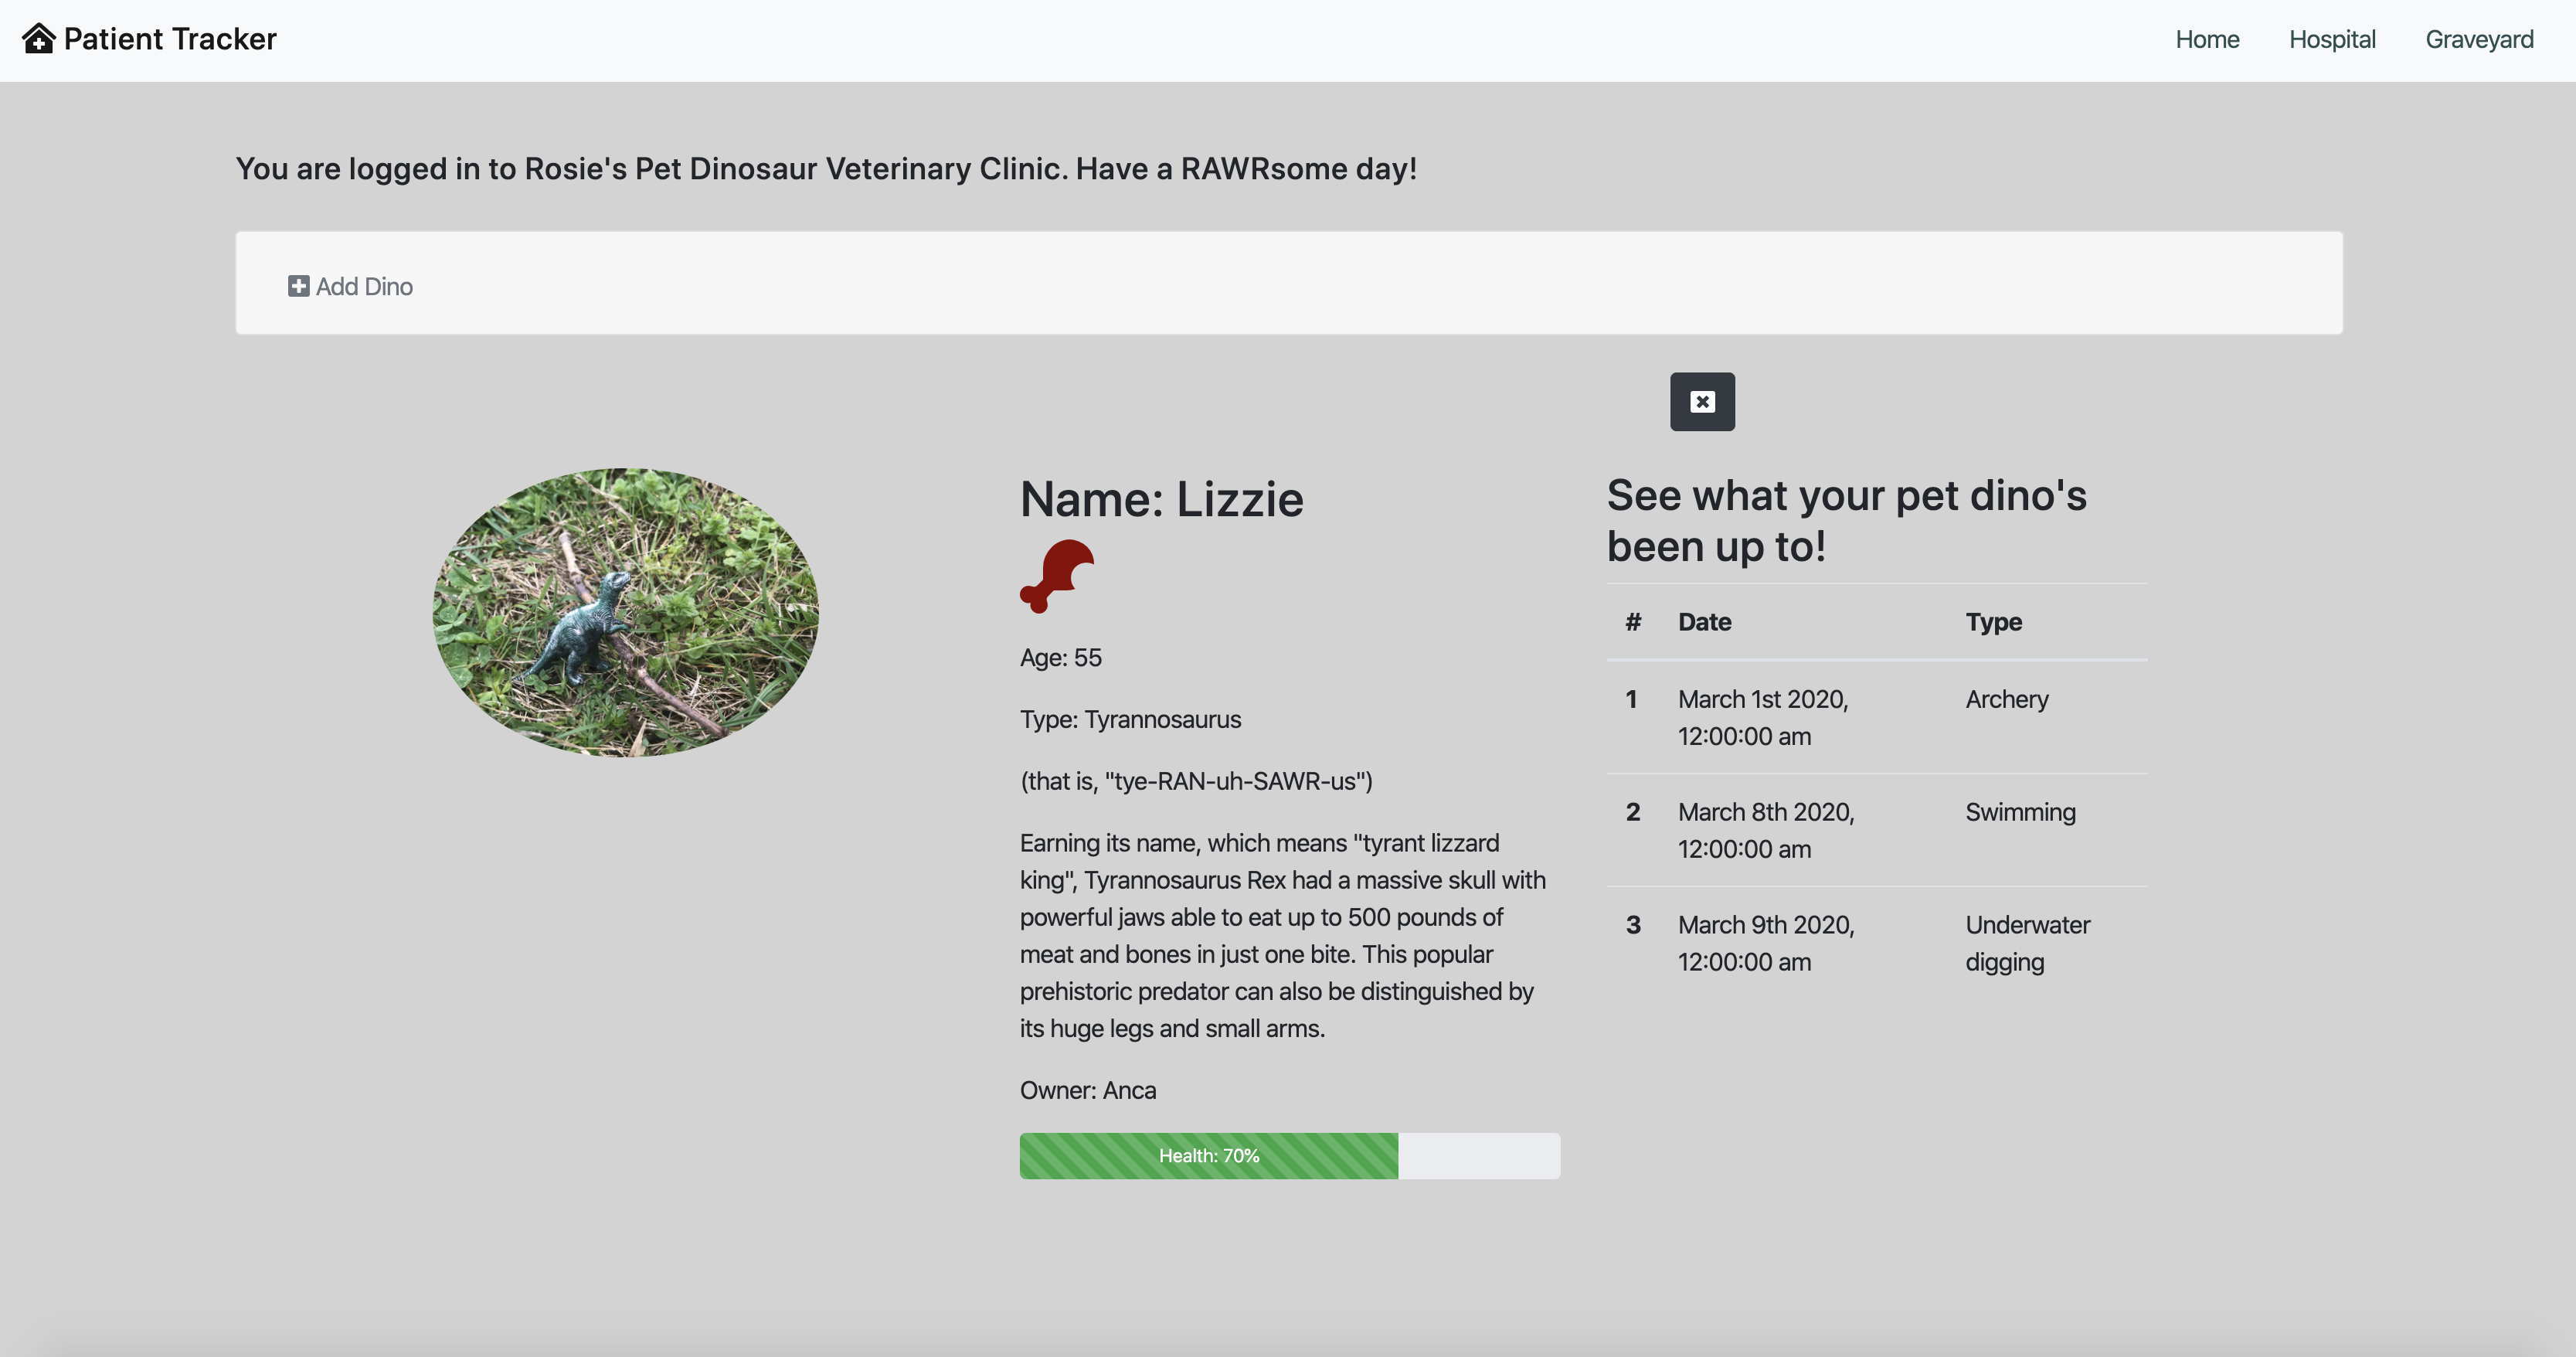 Patient Tracker
Home Hospital Graveyard
You are logged in to Rosie's Pet Dinosaur Veterinary Clinic. Have a RAWRsome day!
Add Dino
Name: Lizzie
Age: 55
Type: Tyrannosaurus
(that is, "tye-RAN-uh-SAWR-us")
Earning its name, which means "tyrant lizzard
king", Tyrannosaurus Rex had a massive skull with
powerful jaws able to eat up to 500 pounds of
meat and bones in just one bite. This popular
prehistoric predator can also be distinguished by
its huge legs and small arms.
Owner: Anca
Health: 70%
See what your pet dino's
been up to!
# Date Type
1 March 1st 2020, Archery
12:00:00 am
2 March 8th 2020, Swimming
12:00:00 am
3 March 9th 2020, Underwater
12:00:00 am digging